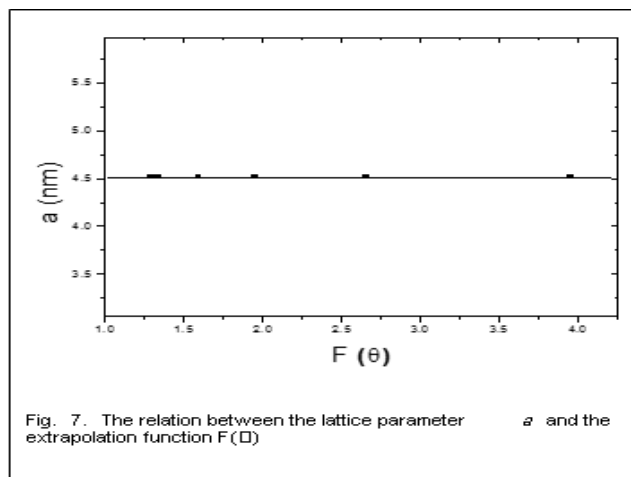 5.5
5.0
4.5
4.0
3.5
a (nm)
1.0 1.5 2.0 2.5 3.0 3.5 4.0
F (θ)
Fig. 7. The relation between the lattice parameter a and the
extrapolation function F(□)